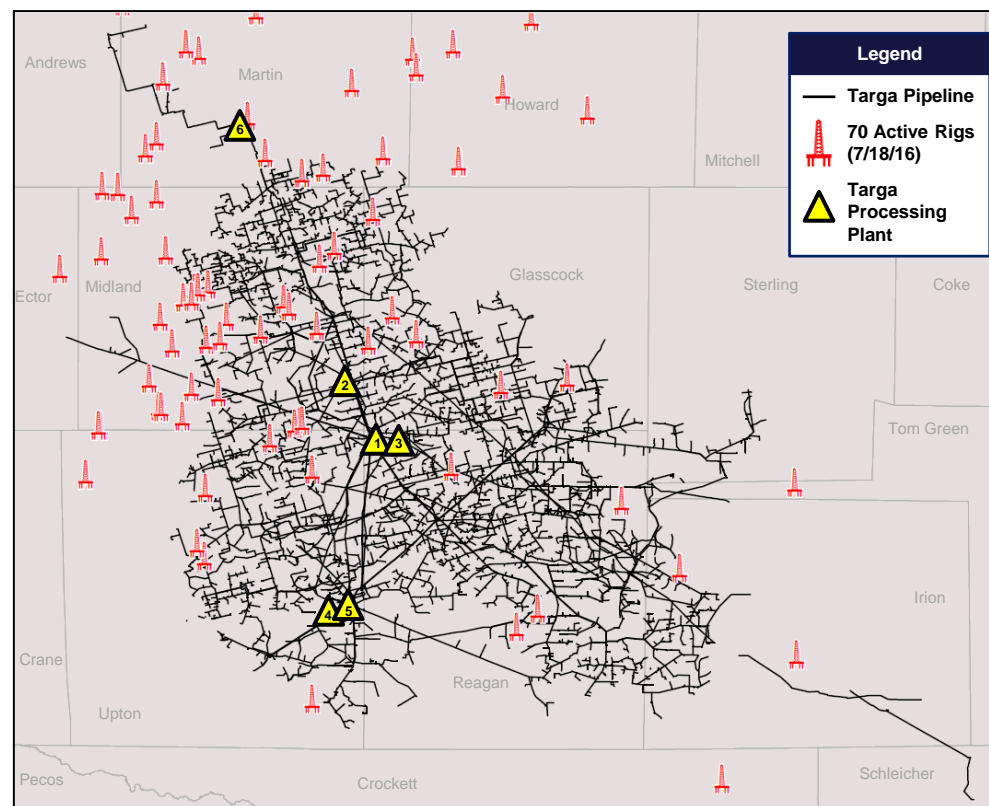 Legend
Targa Pipeline
70 Active Rigs
(7/18/16)
Targa
Processing
Plant
Andrews
Martin
Howard
Mitchell
6
Ector
Midland
Glasscock
Sterling
Coke
2
1
3
Tom Green
4
5
Irion
Crane
Reagan
Upton
Pecos
Crockett
Schleicher